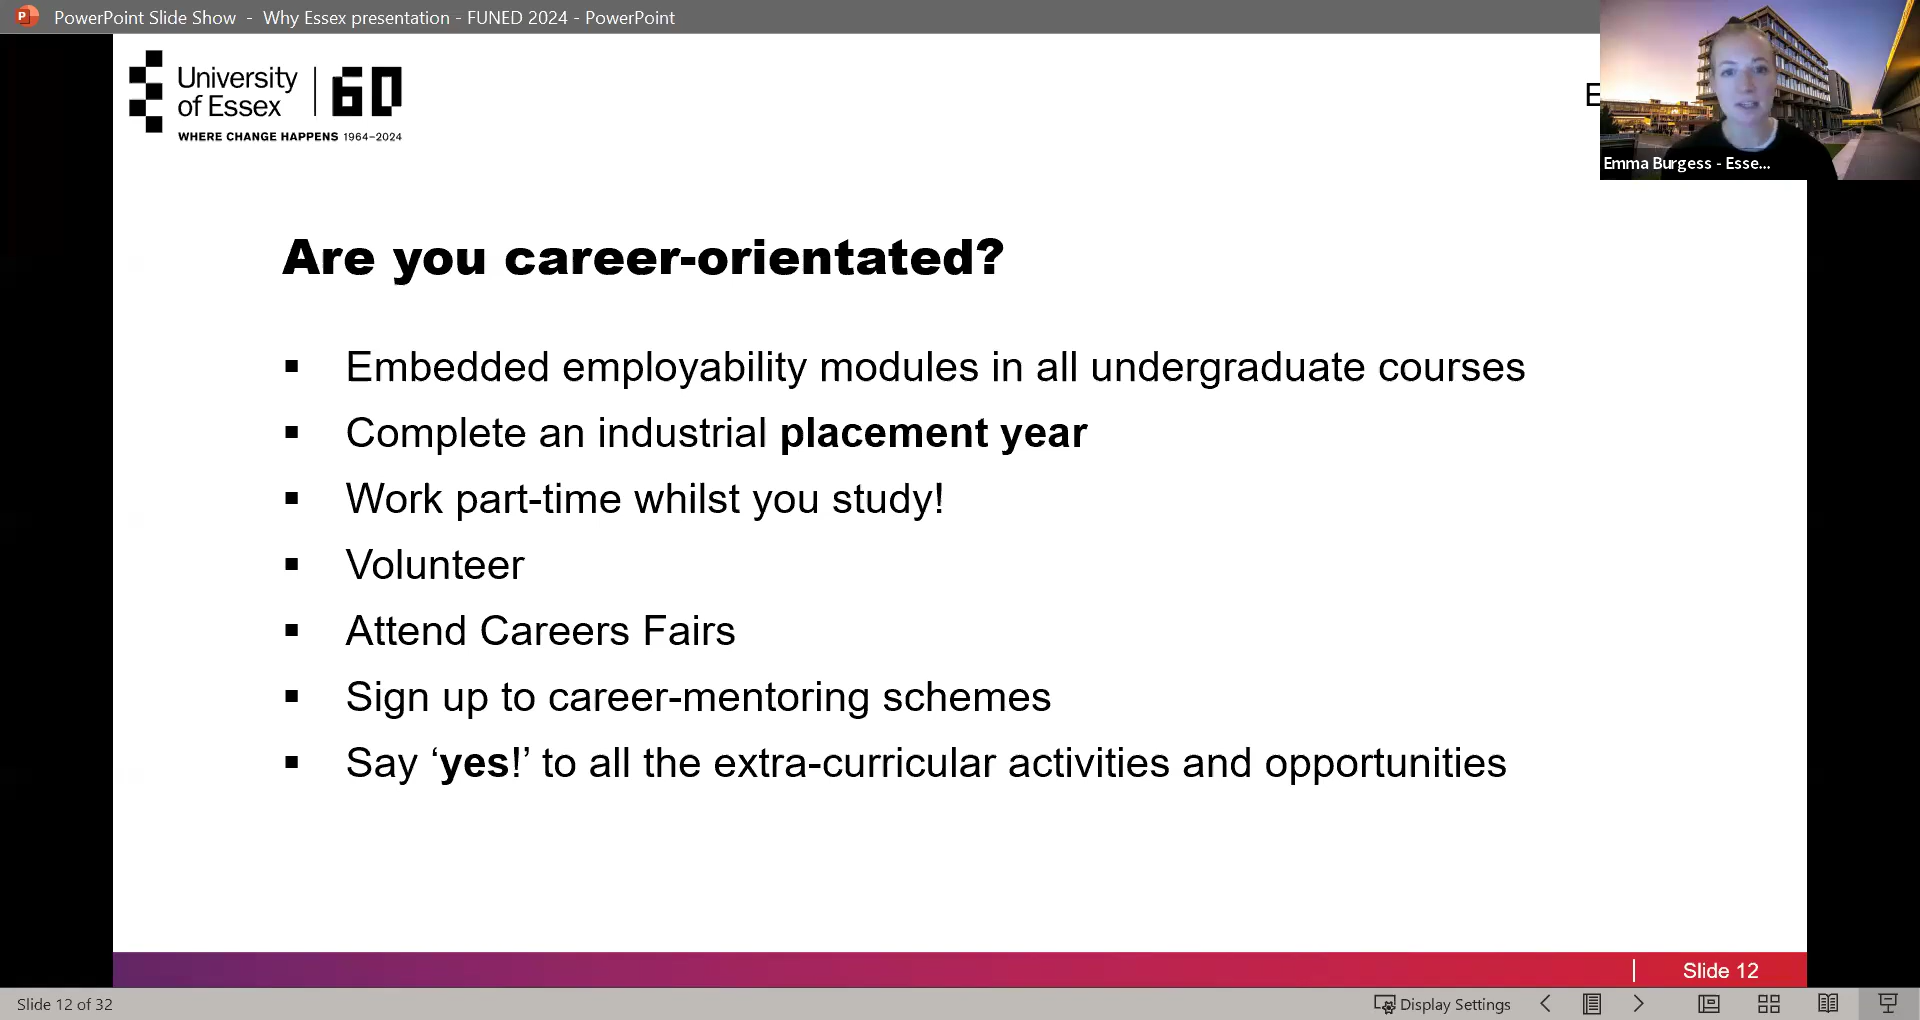 PowerPoint Slide Show - Why Essex presentation - FUNED 2024 - PowerPoint
University
of Essex
60
WHERE CHANGE HAPPENS 1964–2024
E
Emma Burgess - Esse...
Are you career-orientated?
▪ Embedded employability modules in all undergraduate courses
▪ Complete an industrial placement year
▪ Work part-time whilst you study!
▪ Volunteer
▪ Attend Careers Fairs
▪ Sign up to career-mentoring schemes
▪ Say ‘yes!’ to all the extra-curricular activities and opportunities
Slide 12
Slide 12 of 32
Display Settings